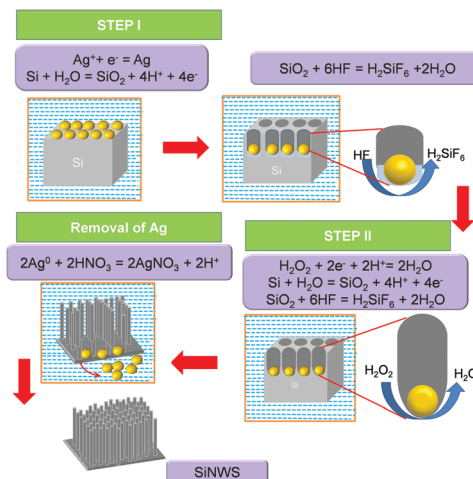 STEP I
Ag⁺+ e⁻ = Ag
Si + H₂O = SiO₂ + 4H⁺ + 4e⁻
Si
SiO₂ + 6HF = H₂SiF₆ +2H₂O
Si
HF
H₂SiF₆
STEP II
H₂O₂ + 2e⁻ + 2H⁺= 2H₂O
Si + H₂O = SiO₂ + 4H⁺ + 4e⁻
SiO₂ + 6HF = H₂SiF₆ + 2H₂O
Si
H₂O₂
Removal of Ag
2Ag⁰ + 2HNO₃ = 2AgNO₃ + 2H⁺
SiNWS